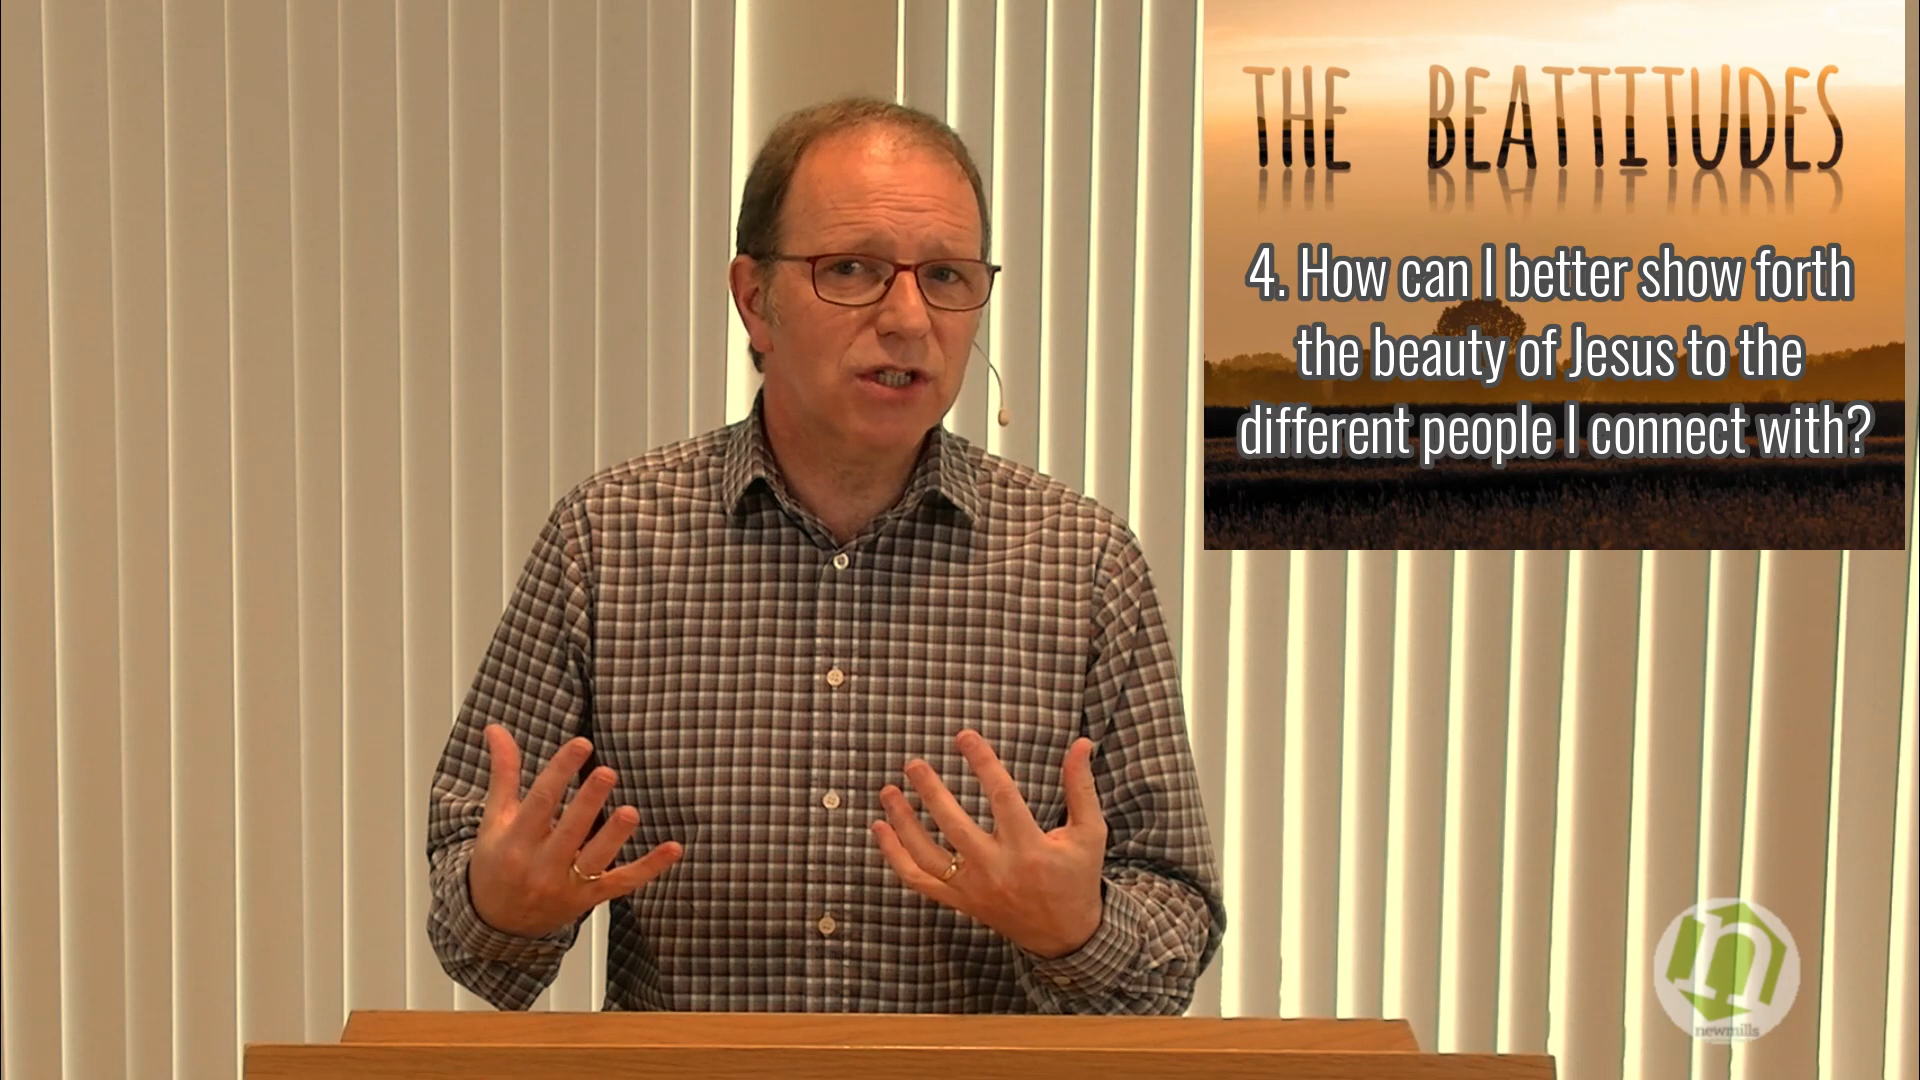 THE BEATTITUDES
4. How can I better show forth
the beauty of Jesus to the
different people I connect with?
n
newmills